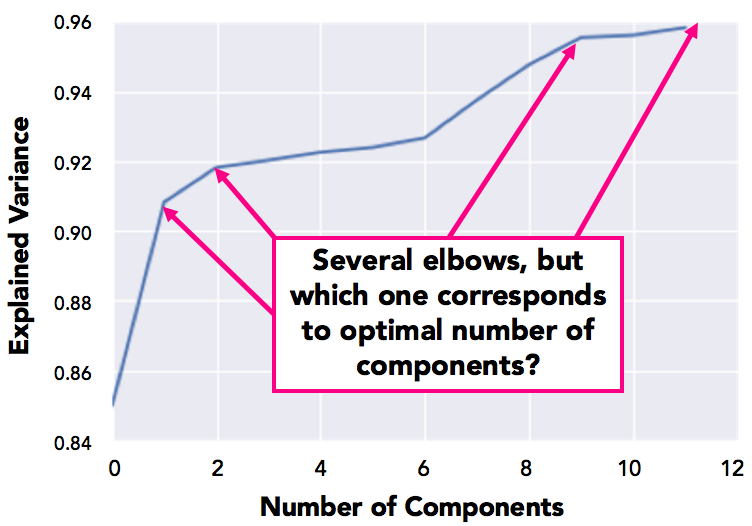 0.96
0.94
0.92
0.90
0.88
0.86
0.84
Explained Variance
Several elbows, but
which one corresponds
to optimal number of
components?
0 2 4 6 8 10 12
Number of Components